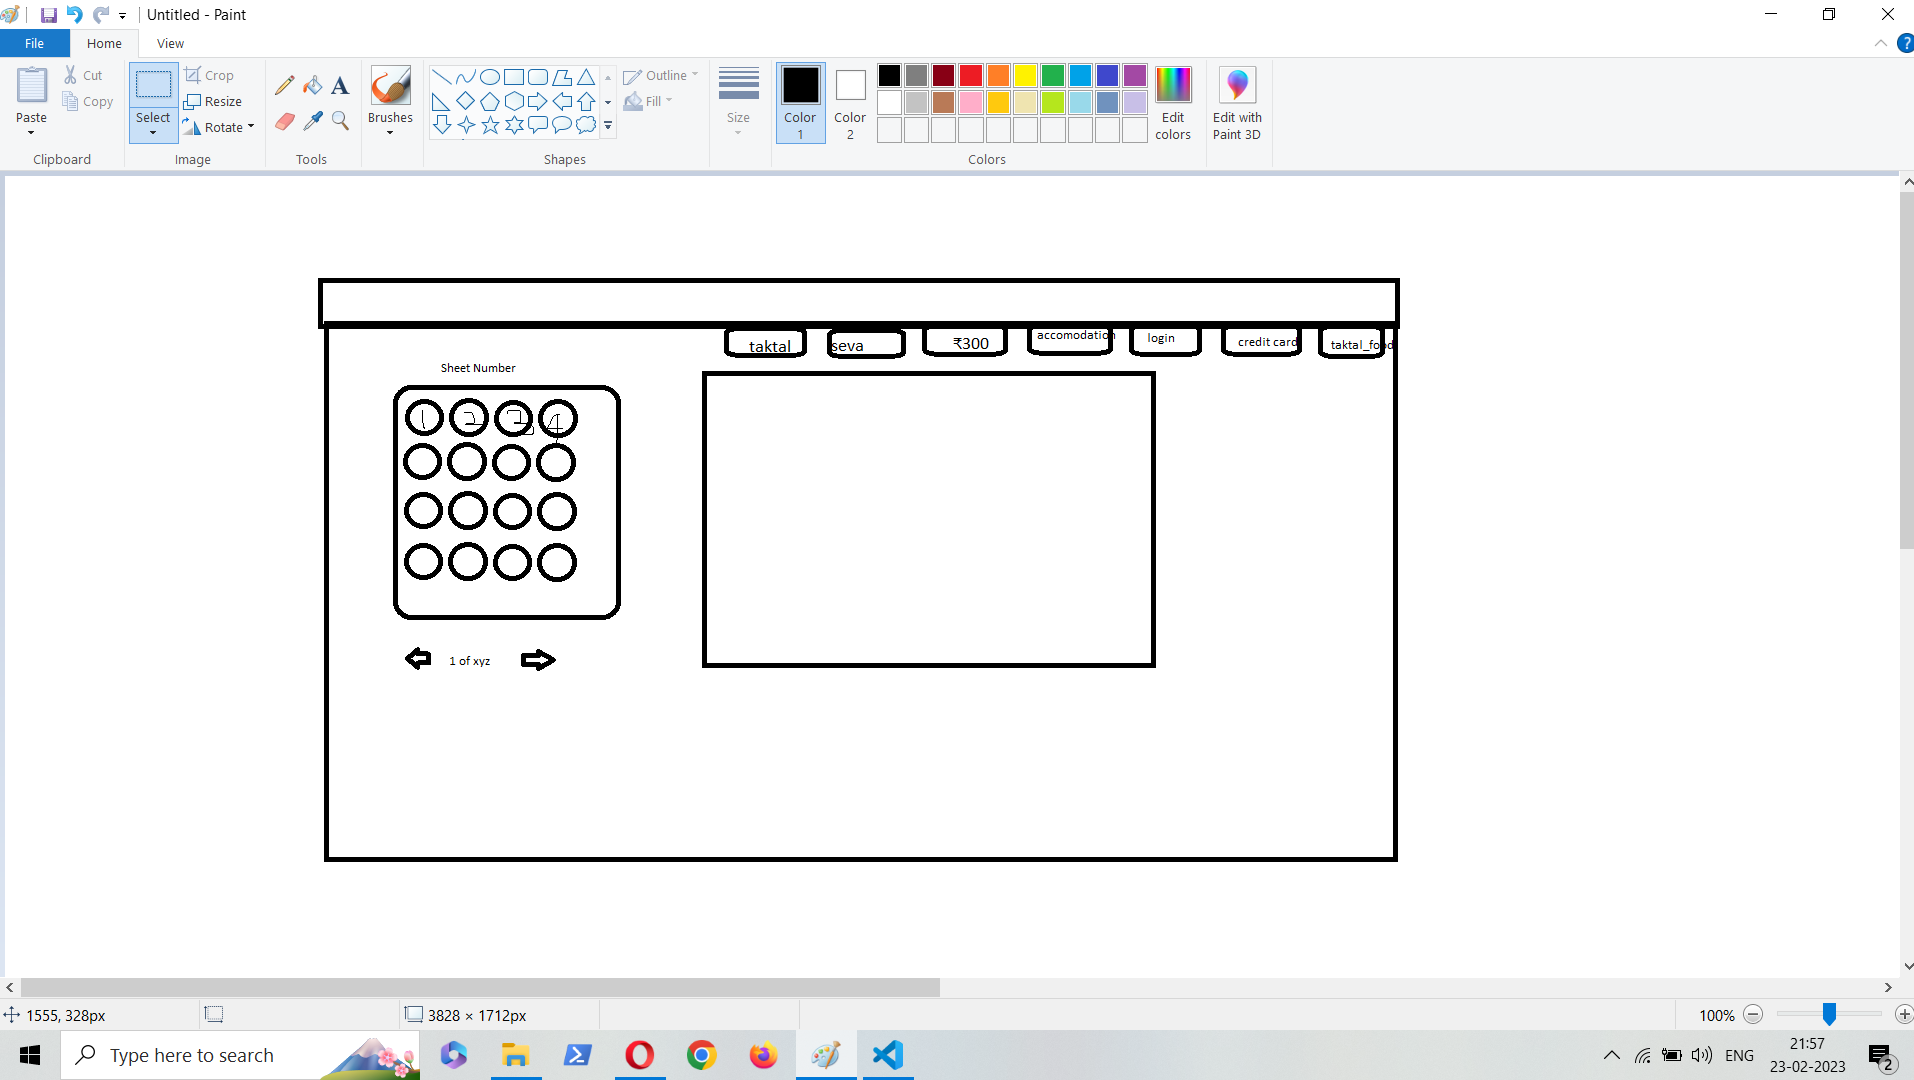 Untitled - Paint
File Home View
Paste
Cut
Copy
Clipboard
Select
Crop
Resize
Rotate
Image
A
Tools
Brushes
Outline
Fill
Shapes
Size
Color 1
Color 2
Edit colors
Edit with Paint 3D
Colors
?
taktal seva ₹300 accomodation login credit card taktal_food
Sheet Number
1 2 3 4
1 of xyz
1555, 328px
3828 × 1712px
100%
Type here to search
ENG
21:57
23-02-2023
2